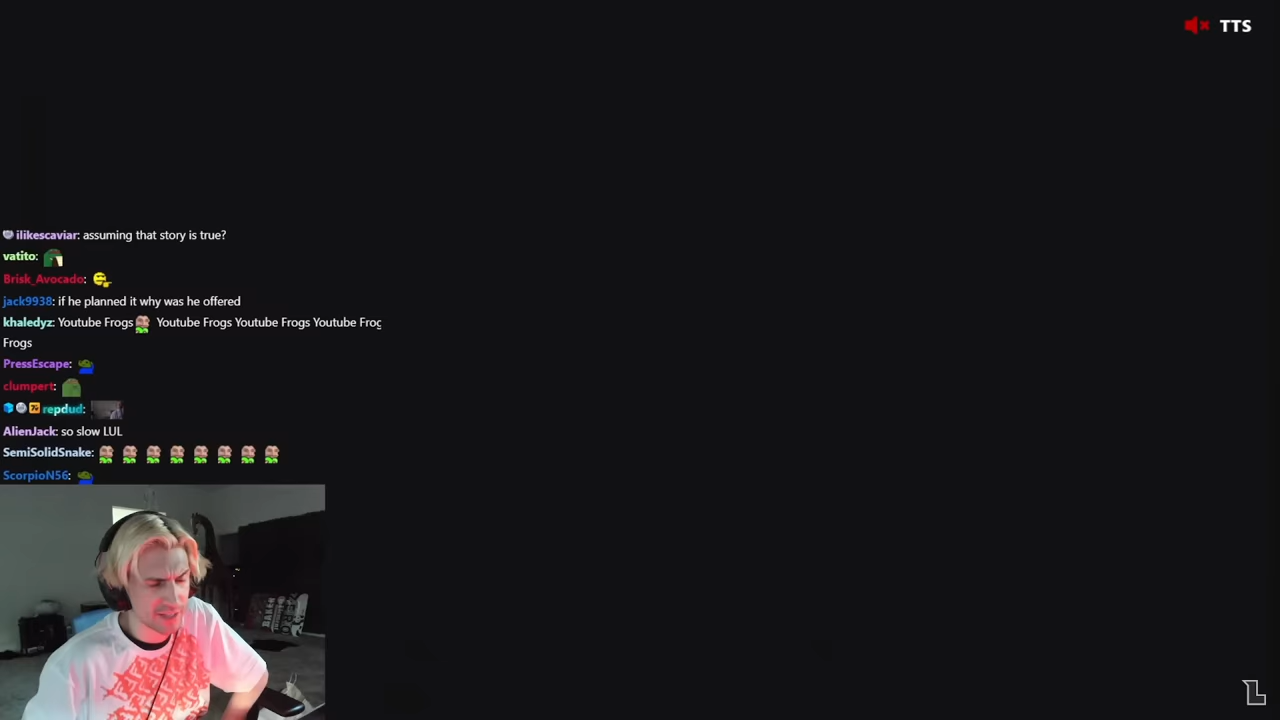 TTS
ilikescaviar: assuming that story is true?
vatito:
Brisk_Avocado:
jack9938: if he planned it why was he offered
khaledyz: Youtube Frogs Youtube Frogs Youtube Frogs Youtube Frog
Frogs
PressEscape:
clumpert:
repdud:
AlienJack: so slow LUL
SemiSolidSnake:
ScorpioN56: